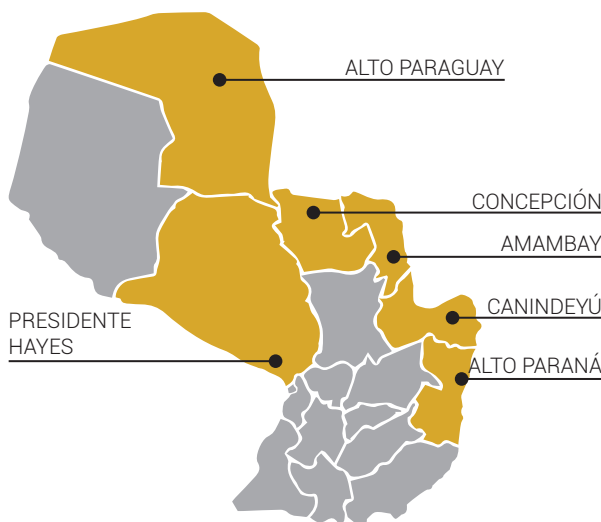 ALTO PARAGUAY
CONCEPCIÓN
AMAMBAY
CANINDEYÚ
PRESIDENTE
HAYES
ALTO PARANÁ